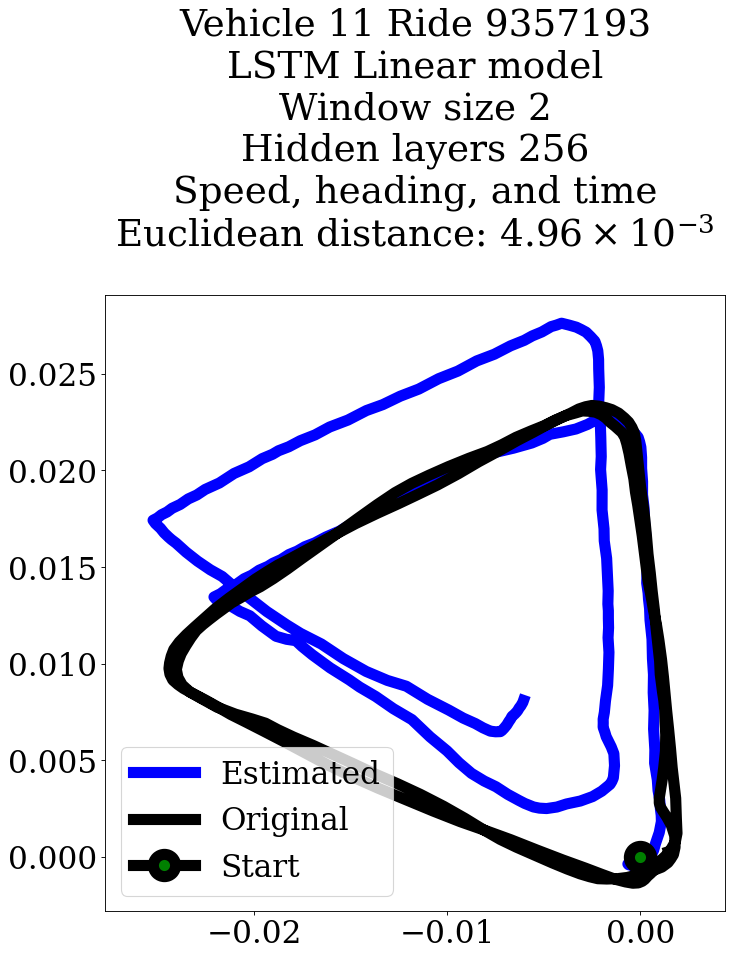 Vehicle 11 Ride 9357193
LSTM Linear model
Window size 2
Hidden layers 256
Speed, heading, and time
Euclidean distance: 4.96 × 10⁻³
0.025
0.020
0.015
0.010
0.005
0.000
Estimated
Original
Start
−0.02
−0.01
0.00